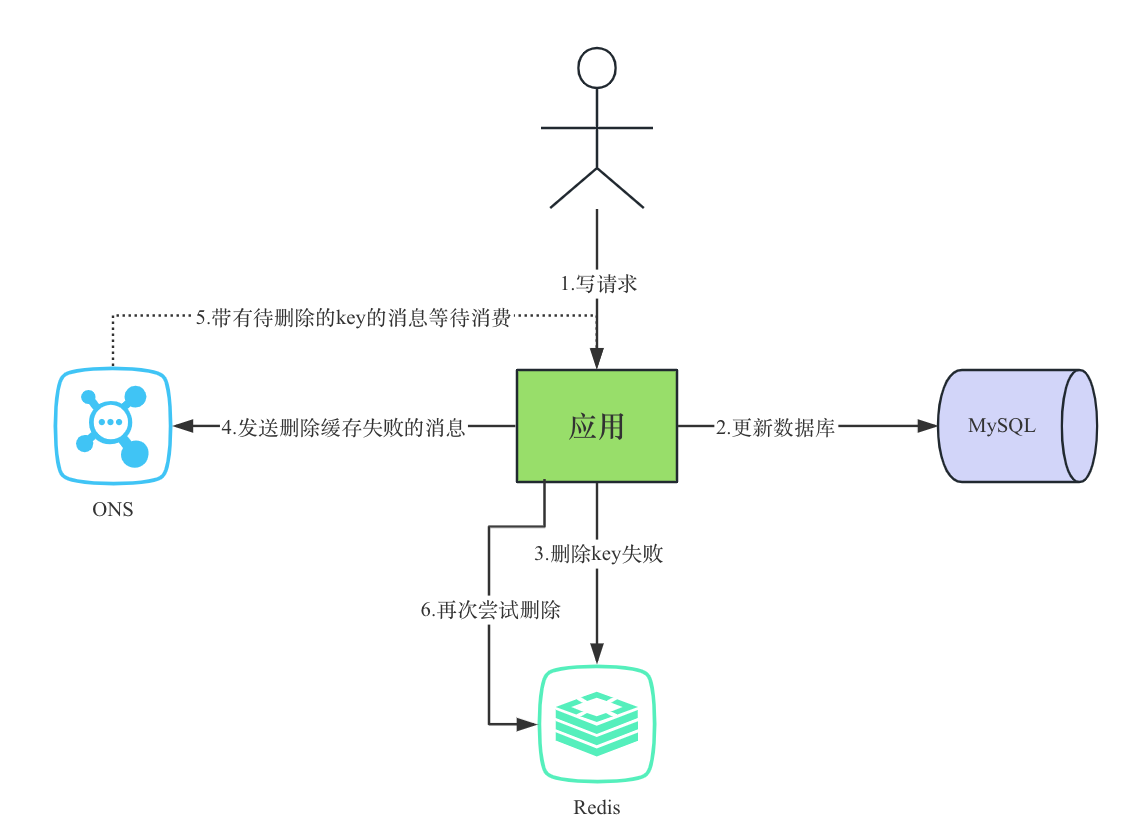 1.写请求
5.带有待删除的key的消息等待消费
应用
4.发送删除缓存失败的消息
2.更新数据库
MySQL
ONS
3.删除key失败
6.再次尝试删除
Redis